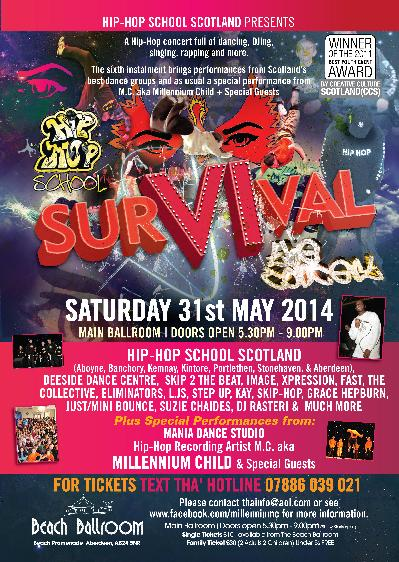 HIP-HOP SCHOOL SCOTLAND PRESENTS
A Hip-Hop concert full of dancing, DJing,
singing, rapping and more.
The sixth instalment brings performances from Scotland's
best dance groups and as usual a special performance from
M.C. aka Millennium Child + Special Guests
WINNER
OF THE 2011
BEST YOUTH EVENT
AWARD
BY CREATIVE CULTURE
SCOTLAND(CCS)
HIP HOP
SCHOOL
HIP HOP
SURVIVAL
THE CONCERT
SATURDAY 31st MAY 2014
MAIN BALLROOM | DOORS OPEN 5.30PM - 9.00PM
HIP-HOP SCHOOL SCOTLAND
(Aboyne, Banchory, Kemnay, Kintore, Portlethen, Stonehaven, & Aberdeen),
DEESIDE DANCE CENTRE, SKIP 2 THE BEAT, IMAGE, XPRESSION, FAST, THE
COLLECTIVE, ELIMINATORS, LJS, STEP UP, KAY, SKIP-HOP, GRACE HEPBURN,
JUST/MINI BOUNCE, SUZIE CHAIDES, DJ RASTERI & MUCH MORE
Plus Special Performances from:
MANIA DANCE STUDIO
Hip-Hop Recording Artist M.C. aka
MILLENNIUM CHILD & Special Guests
FOR TICKETS TEXT THA' HOTLINE 07886 039 021
Please contact thainfo@aol.com or see
www.facebook.com/millenniumc for more information.
Beach Ballroom
Beach Promenade Aberdeen, AB24 5NR
Main Ballroom | Doors open 5.30pm - 9.00pm
Single Tickets £10 - available from The Beach Ballroom
Family Ticket £30 (2 Adults 2 Children) Under 5s FREE